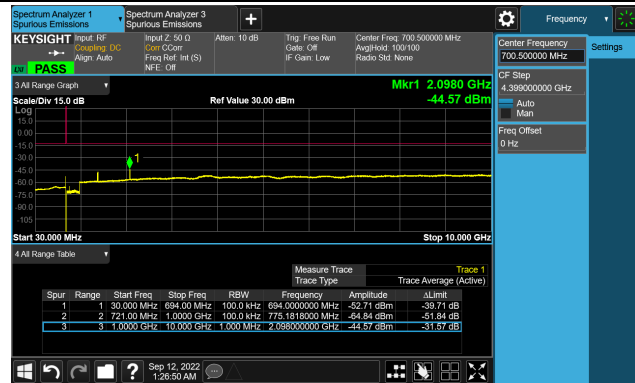 Spectrum Analyzer 1
Spurious Emissions
Spectrum Analyzer 3
Spurious Emissions
Frequency
KEYSIGHT
Input: RF
Coupling: DC
Align: Auto
Input Z: 50 Ω
Corr CCorr
Freq Ref: Int (S)
NFE: Off
Atten: 10 dB
Trig: Free Run
Gate: Off
IF Gain: Low
Center Freq: 700.500000 MHz
Avg|Hold: 100/100
Radio Std: None
PASS
Center Frequency
700.500000 MHz
Settings
CF Step
4.399000000 GHz
Auto
Man
Freq Offset
0 Hz
3 All Range Graph
Mkr1 2.0980 GHz
Scale/Div 15.0 dB
Ref Value 30.00 dBm
-44.57 dBm
Log
15.0
0.00
-15.0
-30.0
-45.0
-60.0
-75.0
-90.0
-105
1
Start 30.000 MHz
Stop 10.000 GHz
4 All Range Table
Measure Trace Trace 1
Trace Type Trace Average (Active)
Spur Range Start Freq Stop Freq RBW Frequency Amplitude ΔLimit
1 1 30.000 MHz 694.00 MHz 100.0 kHz 694.0000000 MHz -52.71 dBm -39.71 dB
2 2 721.00 MHz 1.0000 GHz 100.0 kHz 775.1818000 MHz -64.84 dBm -51.84 dB
3 3 1.0000 GHz 10.000 GHz 1.000 MHz 2.098000000 GHz -44.57 dBm -31.57 dB
?
Sep 12, 2022
1:26:50 AM